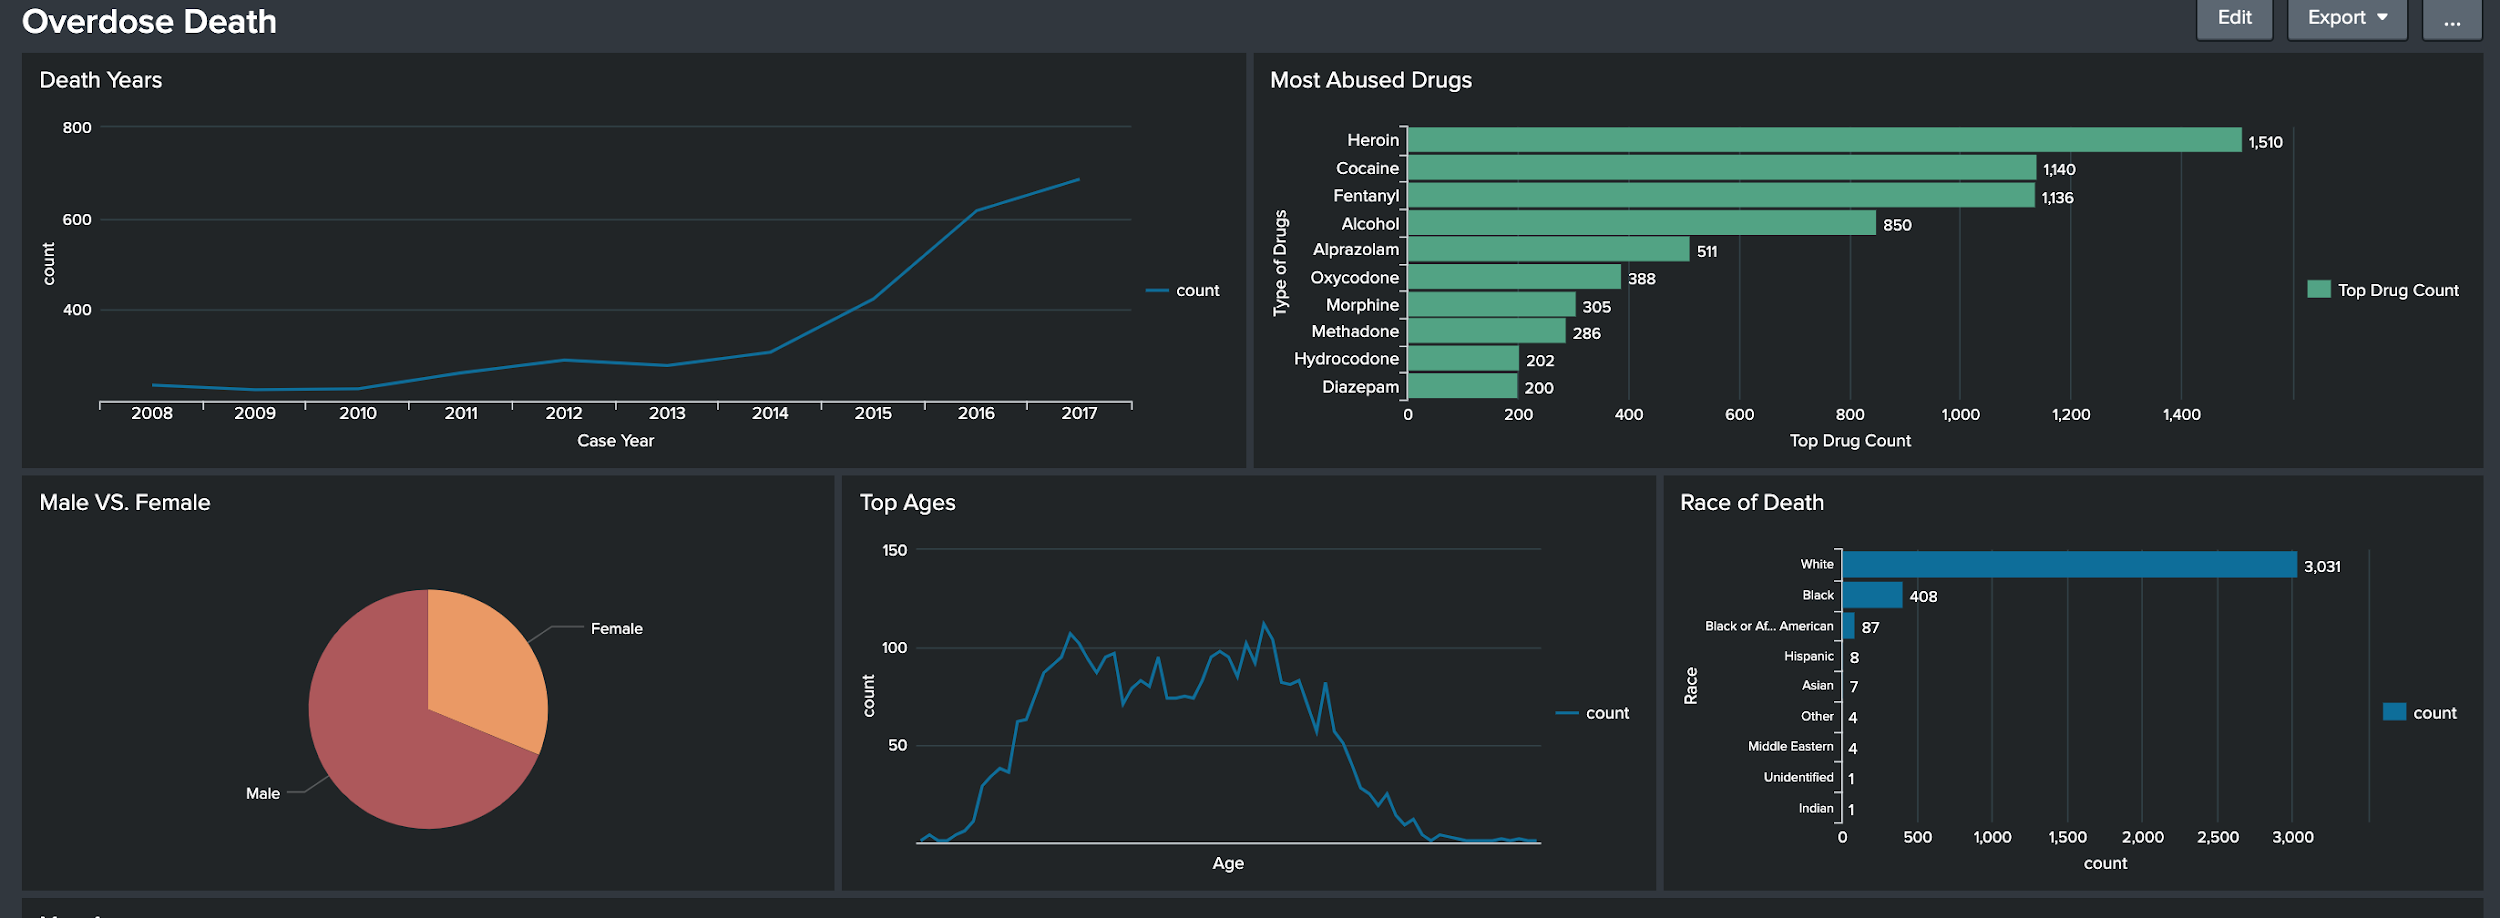 Overdose Death
Edit
Export
...
Death Years
800
600
400
count
2008 2009 2010 2011 2012 2013 2014 2015 2016 2017
Case Year
count
Most Abused Drugs
Type of Drugs
Heroin 1,510
Cocaine 1,140
Fentanyl 1,136
Alcohol 850
Alprazolam 511
Oxycodone 388
Morphine 305
Methadone 286
Hydrocodone 202
Diazepam 200
0 200 400 600 800 1,000 1,200 1,400
Top Drug Count
Top Drug Count
Male VS. Female
Female
Male
Top Ages
150
100
50
count
Age
count
Race of Death
Race
White 3,031
Black 408
Black or Af... American 87
Hispanic 8
Asian 7
Other 4
Middle Eastern 4
Unidentified 1
Indian 1
0 500 1,000 1,500 2,000 2,500 3,000
count
count